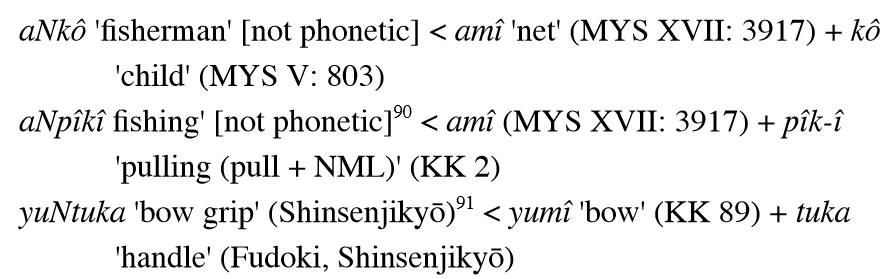 aNkô 'fisherman' [not phonetic] < amî 'net' (MYS XVII: 3917) + kô
'child' (MYS V: 803)
aNpîkî fishing' [not phonetic]90 < amî (MYS XVII: 3917) + pîk-î
'pulling (pull + NML)' (KK 2)
yuNtuka 'bow grip' (Shinsenjikyō)91 < yumî 'bow' (KK 89) + tuka
'handle' (Fudoki, Shinsenjikyō)